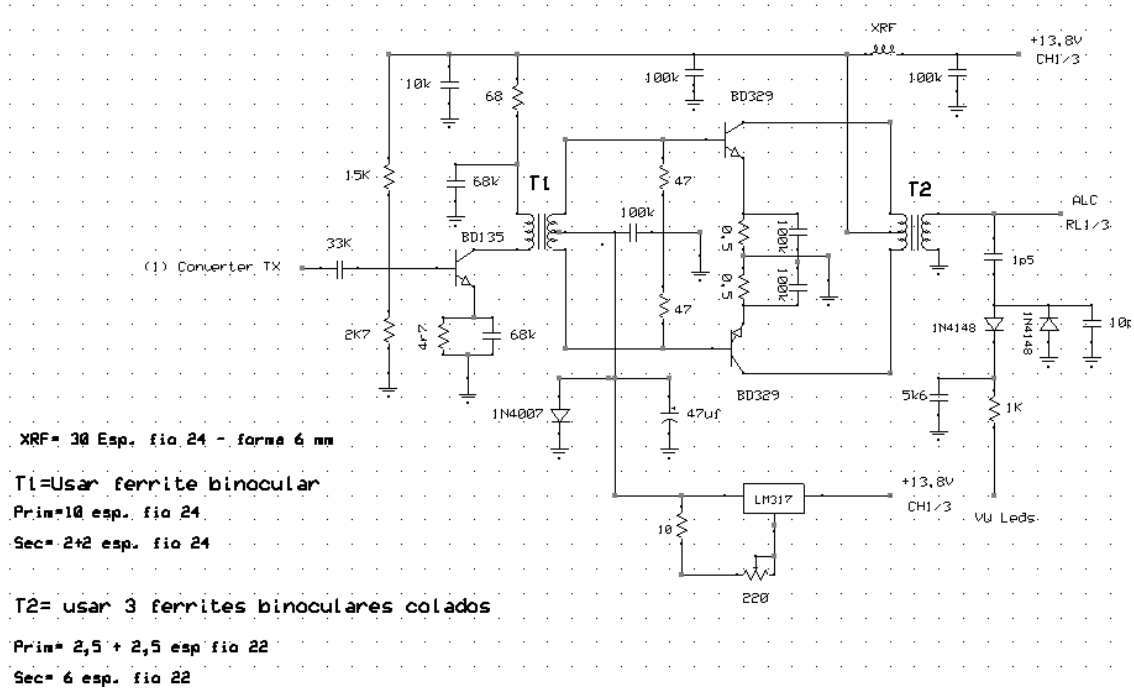 XRF
+13,8V
CH1/3
10k
68
100k
100k
BD329
15K
68k
T1
47
100k
0,5
100k
T2
ALC
RL1/3
BD135
33K
(1) Converter TX
1p5
0,5
100k
47
2K7
4r7
68k
1N4148
1N4148
10p
BD329
1N4007
47uf
5k6
1K
XRF= 30 Esp. fio 24 - forma 6 mm
T1=Usar ferrite binocular
Prim=10 esp. fio 24
Sec= 2+2 esp. fio 24
LM317
+13,8V
CH1/3
VU Leds
10
220
T2= usar 3 ferrites binoculares colados
Prim= 2,5 + 2,5 esp fio 22
Sec= 6 esp. fio 22